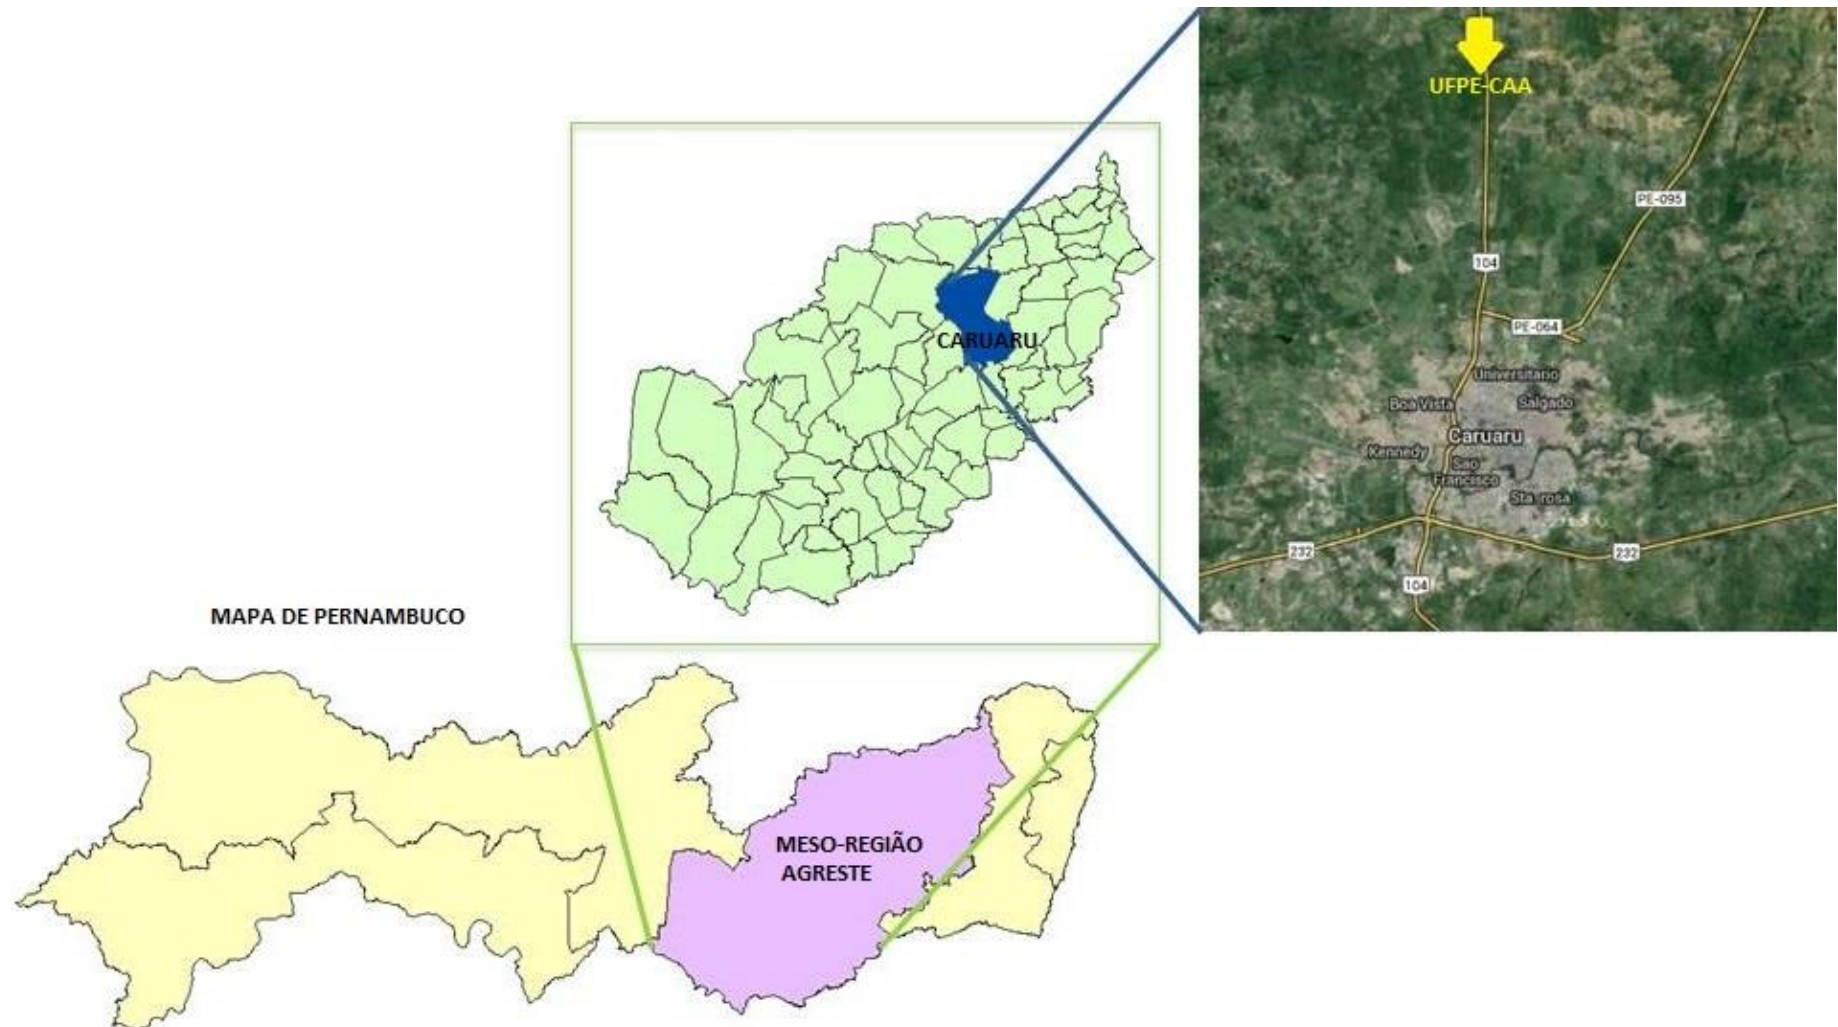 UFPE-CAA
PE-095
104
PE-064
Universitário
Boa Vista
Salgado
Caruaru
Kennedy
São
Francisco
Sta. rosa
232
232
104
CARUARU
MAPA DE PERNAMBUCO
MESO-REGIÃO
AGRESTE